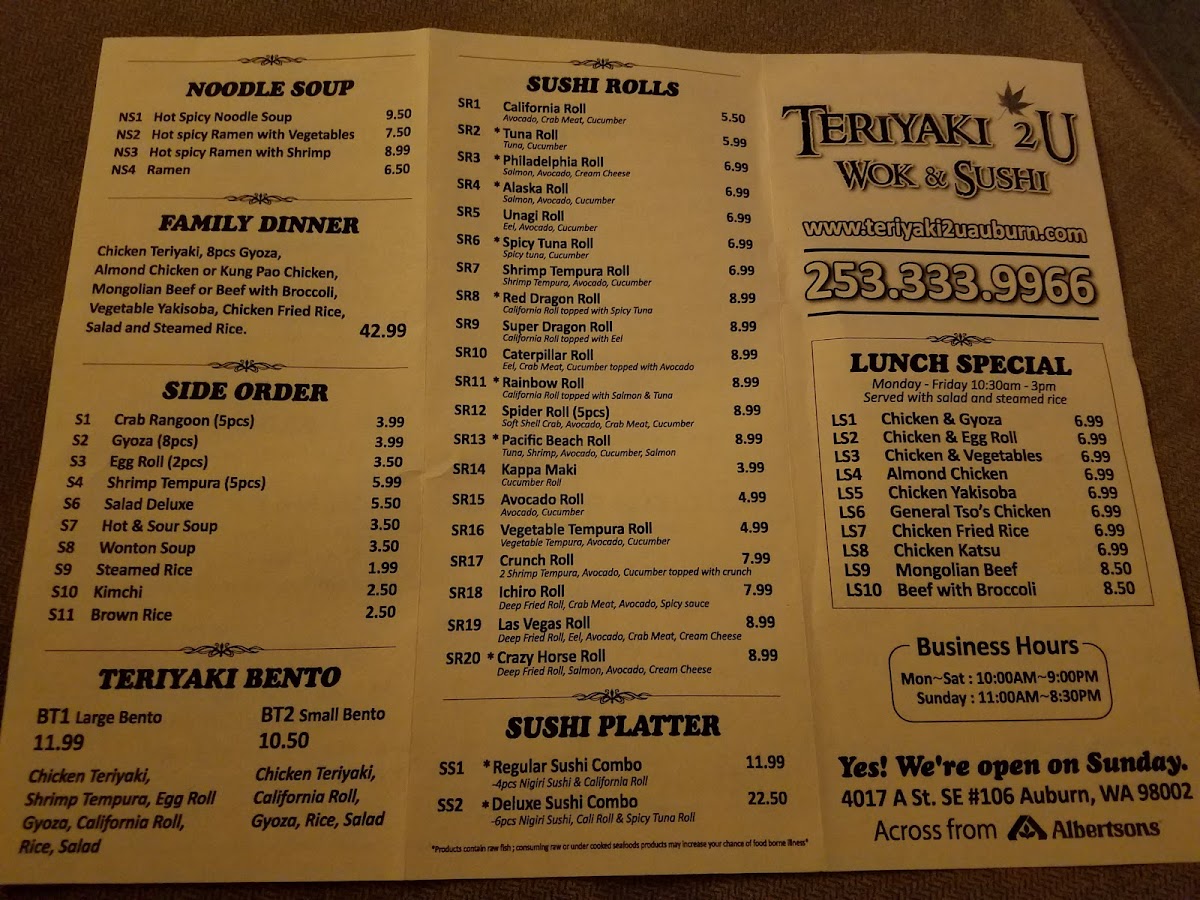 NOODLE SOUP
NS1 Hot Spicy Noodle Soup 9.50
NS2 Hot spicy Ramen with Vegetables 7.50
NS3 Hot spicy Ramen with Shrimp 8.99
NS4 Ramen 6.50
FAMILY DINNER
Chicken Teriyaki, 8pcs Gyoza,
Almond Chicken or Kung Pao Chicken,
Mongolian Beef or Beef with Broccoli,
Vegetable Yakisoba, Chicken Fried Rice,
Salad and Steamed Rice. 42.99
SIDE ORDER
S1 Crab Rangoon (5pcs) 3.99
S2 Gyoza (8pcs) 3.99
S3 Egg Roll (2pcs) 3.50
S4 Shrimp Tempura (5pcs) 5.99
S6 Salad Deluxe 5.50
S7 Hot & Sour Soup 3.50
S8 Wonton Soup 3.50
S9 Steamed Rice 1.99
S10 Kimchi 2.50
S11 Brown Rice 2.50
TERIYAKI BENTO
BT1 Large Bento
11.99
Chicken Teriyaki,
Shrimp Tempura, Egg Roll
Gyoza, California Roll,
Rice, Salad
BT2 Small Bento
10.50
Chicken Teriyaki,
California Roll,
Gyoza, Rice, Salad
SUSHI ROLLS
SR1 California Roll 5.50
Avocado, Crab Meat, Cucumber
SR2 * Tuna Roll 5.99
Tuna, Cucumber
SR3 * Philadelphia Roll 6.99
Salmon, Avocado, Cream Cheese
SR4 * Alaska Roll 6.99
Salmon, Avocado, Cucumber
SR5 Unagi Roll 6.99
Eel, Avocado, Cucumber
SR6 * Spicy Tuna Roll 6.99
Spicy tuna, Cucumber
SR7 Shrimp Tempura Roll 6.99
Shrimp Tempura, Avocado, Cucumber
SR8 * Red Dragon Roll 8.99
California Roll topped with Spicy Tuna
SR9 Super Dragon Roll 8.99
California Roll topped with Eel
SR10 Caterpillar Roll 8.99
Eel, Crab Meat, Cucumber topped with Avocado
SR11 * Rainbow Roll 8.99
California Roll topped with Salmon & Tuna
SR12 Spider Roll (5pcs) 8.99
Soft Shell Crab, Avocado, Crab Meat, Cucumber
SR13 * Pacific Beach Roll 8.99
Tuna, Shrimp, Avocado, Cucumber, Salmon
SR14 Kappa Maki 3.99
Cucumber Roll
SR15 Avocado Roll 4.99
Avocado, Cucumber
SR16 Vegetable Tempura Roll 4.99
Vegetable Tempura, Avocado, Cucumber
SR17 Crunch Roll 7.99
2 Shrimp Tempura, Avocado, Cucumber topped with crunch
SR18 Ichiro Roll 7.99
Deep Fried Roll, Crab Meat, Avocado, Spicy sauce
SR19 Las Vegas Roll 8.99
Deep Fried Roll, Eel, Avocado, Crab Meat, Cream Cheese
SR20 * Crazy Horse Roll 8.99
Deep Fried Roll, Salmon, Avocado, Cream Cheese
SUSHI PLATTER
SS1 * Regular Sushi Combo 11.99
-4pcs Nigiri Sushi & California Roll
SS2 * Deluxe Sushi Combo 22.50
-6pcs Nigiri Sushi, Cali Roll & Spicy Tuna Roll
*Products contain raw fish ; consuming raw or under cooked seafoods products may increase your chance of food borne illness*
TERIYAKI 2U
WOK & SUSHI
www.teriyaki2uauburn.com
253.333.9966
LUNCH SPECIAL
Monday - Friday 10:30am - 3pm
Served with salad and steamed rice
LS1 Chicken & Gyoza 6.99
LS2 Chicken & Egg Roll 6.99
LS3 Chicken & Vegetables 6.99
LS4 Almond Chicken 6.99
LS5 Chicken Yakisoba 6.99
LS6 General Tso's Chicken 6.99
LS7 Chicken Fried Rice 6.99
LS8 Chicken Katsu 6.99
LS9 Mongolian Beef 8.50
LS10 Beef with Broccoli 8.50
Business Hours
Mon~Sat : 10:00AM~9:00PM
Sunday : 11:00AM~8:30PM
Yes! We're open on Sunday.
4017 A St. SE #106 Auburn, WA 98002
Across from Albertsons